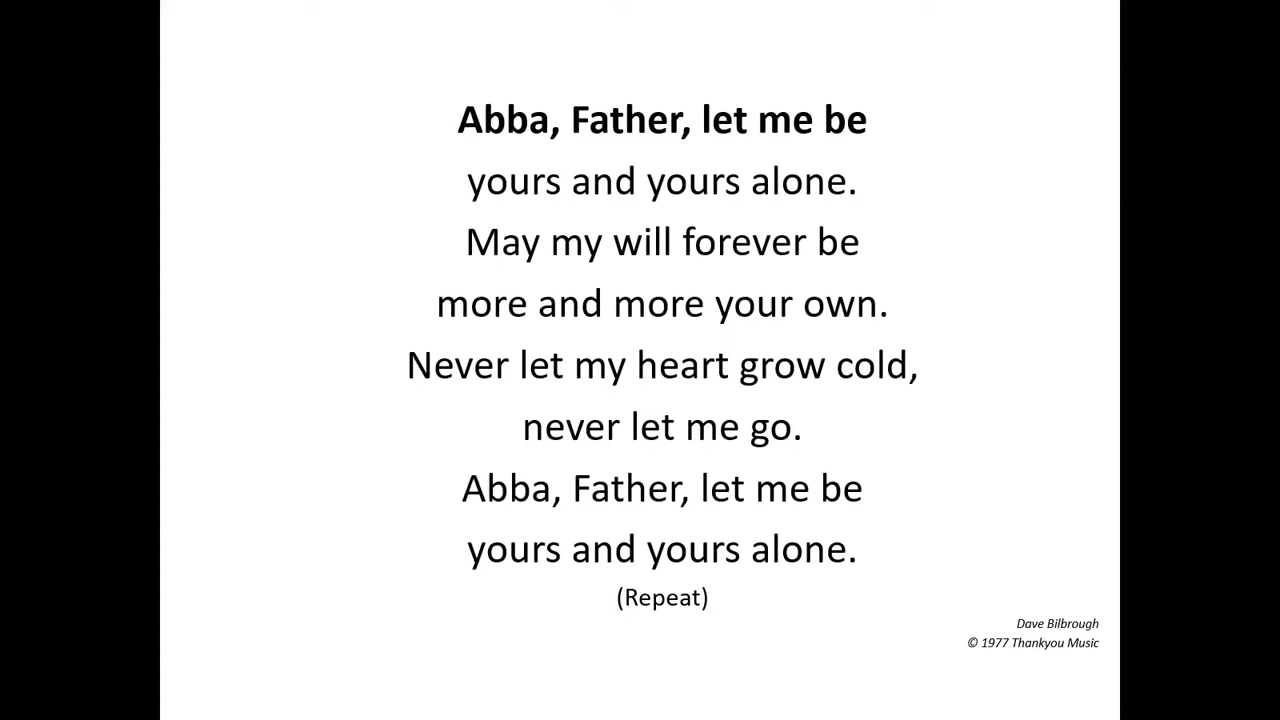 Abba, Father, let me be
yours and yours alone.
May my will forever be
more and more your own.
Never let my heart grow cold,
never let me go.
Abba, Father, let me be
yours and yours alone.
(Repeat)
Dave Bilbrough
© 1977 Thankyou Music